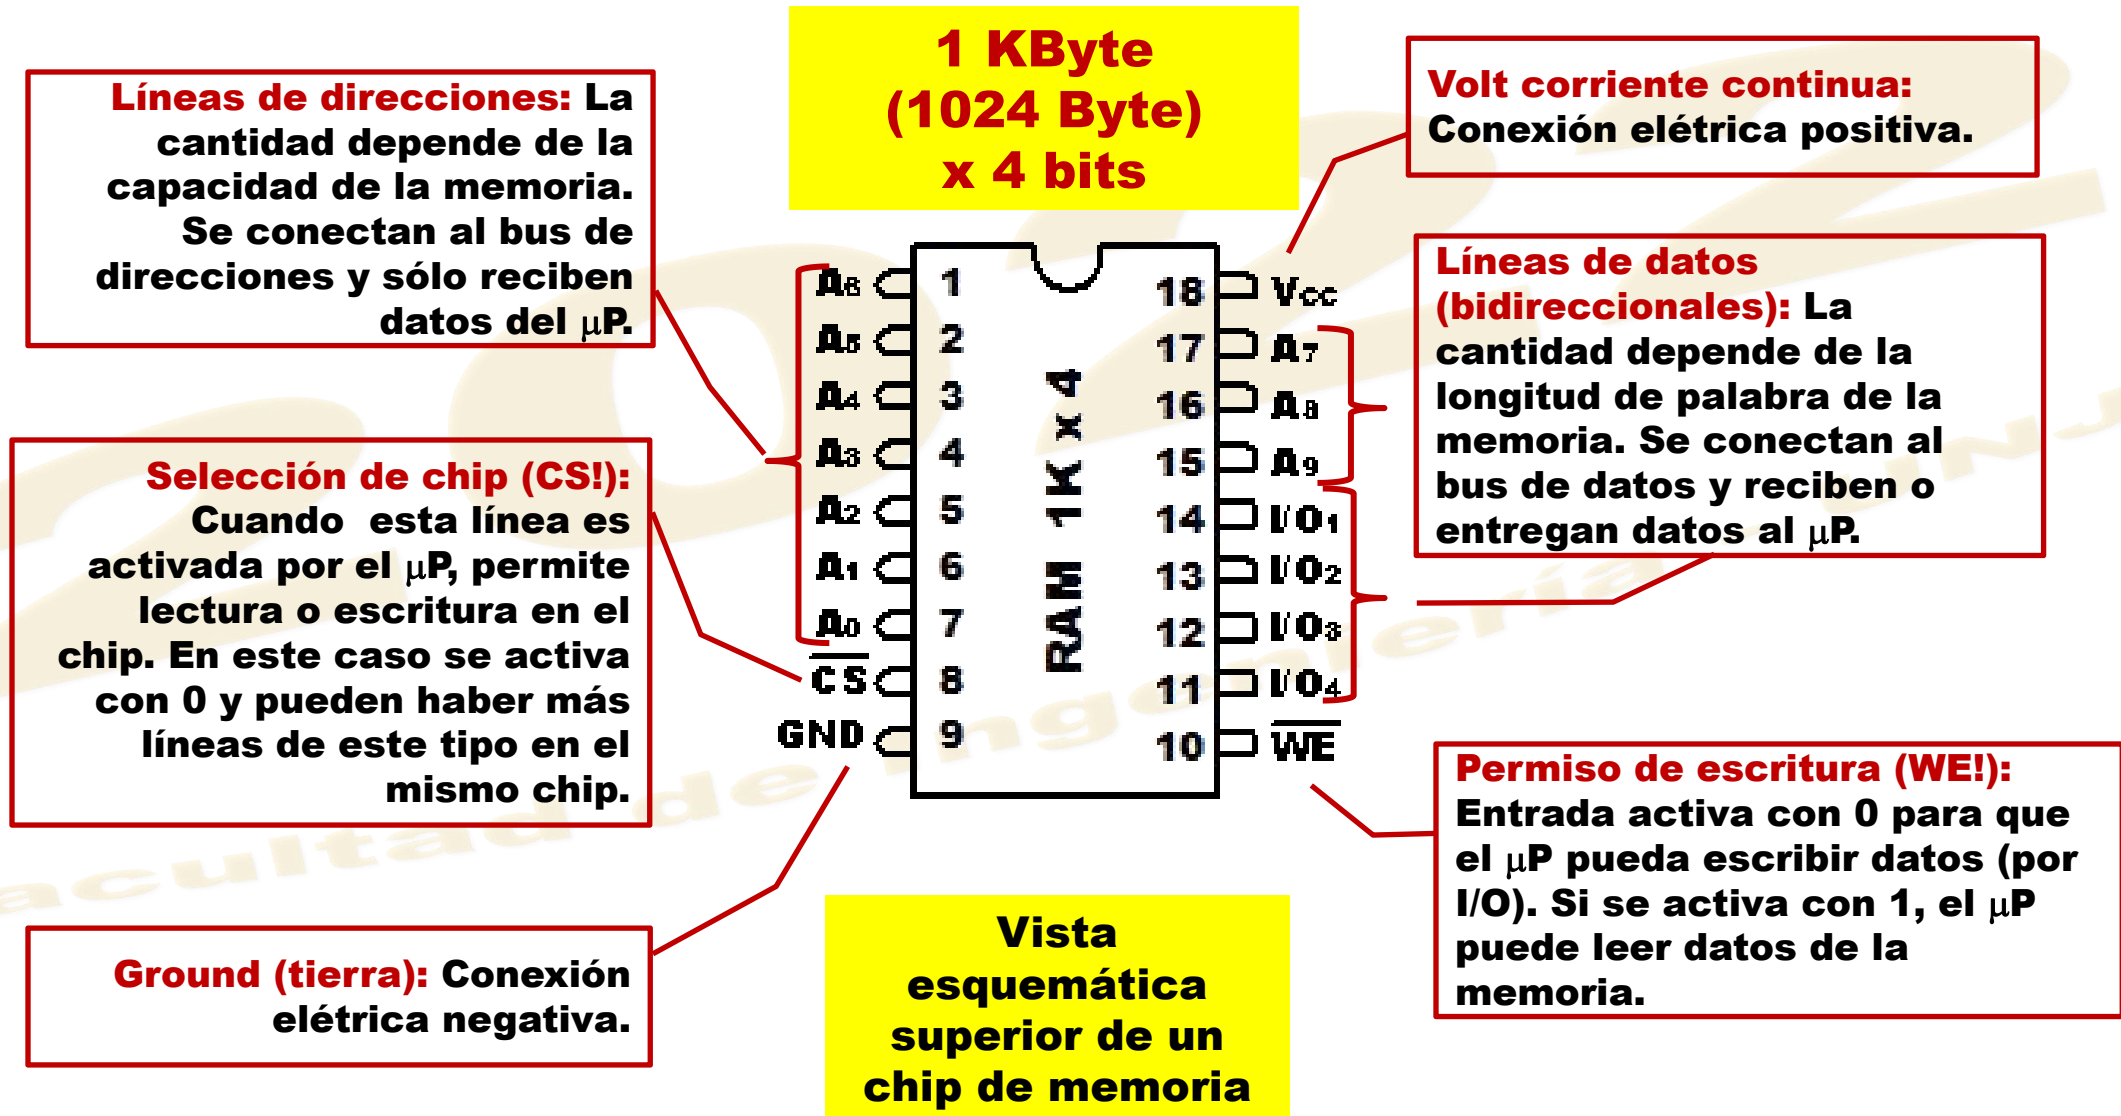 1 KByte
(1024 Byte)
x 4 bits
Líneas de direcciones: La
cantidad depende de la
capacidad de la memoria.
Se conectan al bus de
direcciones y sólo reciben
datos del μP.
Selección de chip (CS!):
Cuando esta línea es
activada por el μP, permite
lectura o escritura en el
chip. En este caso se activa
con 0 y pueden haber más
líneas de este tipo en el
mismo chip.
Ground (tierra): Conexión
elétrica negativa.
A6 1
A5 2
A4 3
A3 4
A2 5
A1 6
A0 7
CS 8
GND 9
RAM 1K x 4
18 Vcc
17 A7
16 A8
15 A9
14 I/O1
13 I/O2
12 I/O3
11 I/O4
10 WE
Volt corriente continua:
Conexión elétrica positiva.
Líneas de datos
(bidireccionales): La
cantidad depende de la
longitud de palabra de la
memoria. Se conectan al
bus de datos y reciben o
entregan datos al μP.
Permiso de escritura (WE!):
Entrada activa con 0 para que
el μP pueda escribir datos (por
I/O). Si se activa con 1, el μP
puede leer datos de la
memoria.
Vista
esquemática
superior de un
chip de memoria
2022
acultad de ingeniería UNJ